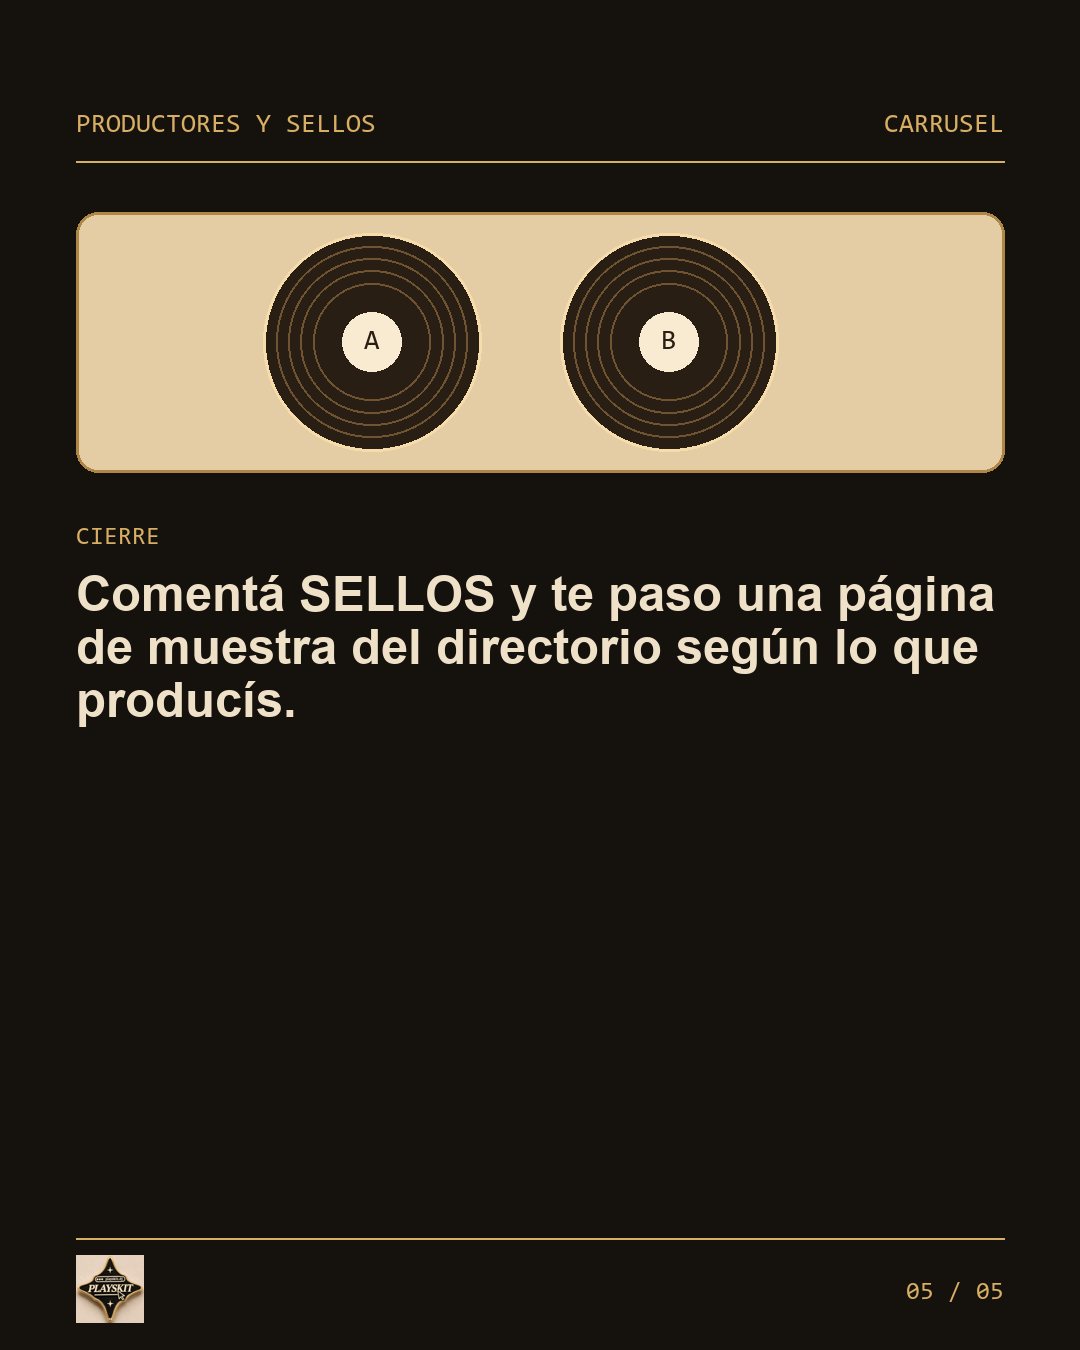 PRODUCTORES Y SELLOS CARRUSEL
A B
CIERRE
Comentá SELLOS y te paso una página
de muestra del directorio según lo que
producís.
PLAYSKIT
05 / 05